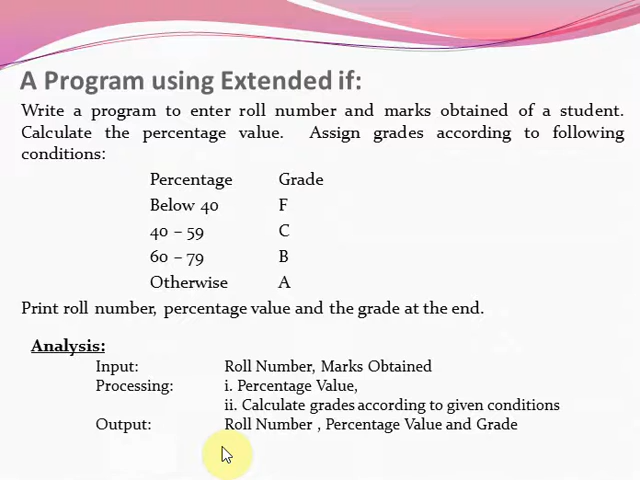 A Program using Extended if:
Write a program to enter roll number and marks obtained of a student.
Calculate the percentage value. Assign grades according to following
conditions:
Percentage Grade
Below 40 F
40 – 59 C
60 – 79 B
Otherwise A
Print roll number, percentage value and the grade at the end.
Analysis:
Input: Roll Number, Marks Obtained
Processing: i. Percentage Value,
ii. Calculate grades according to given conditions
Output: Roll Number , Percentage Value and Grade